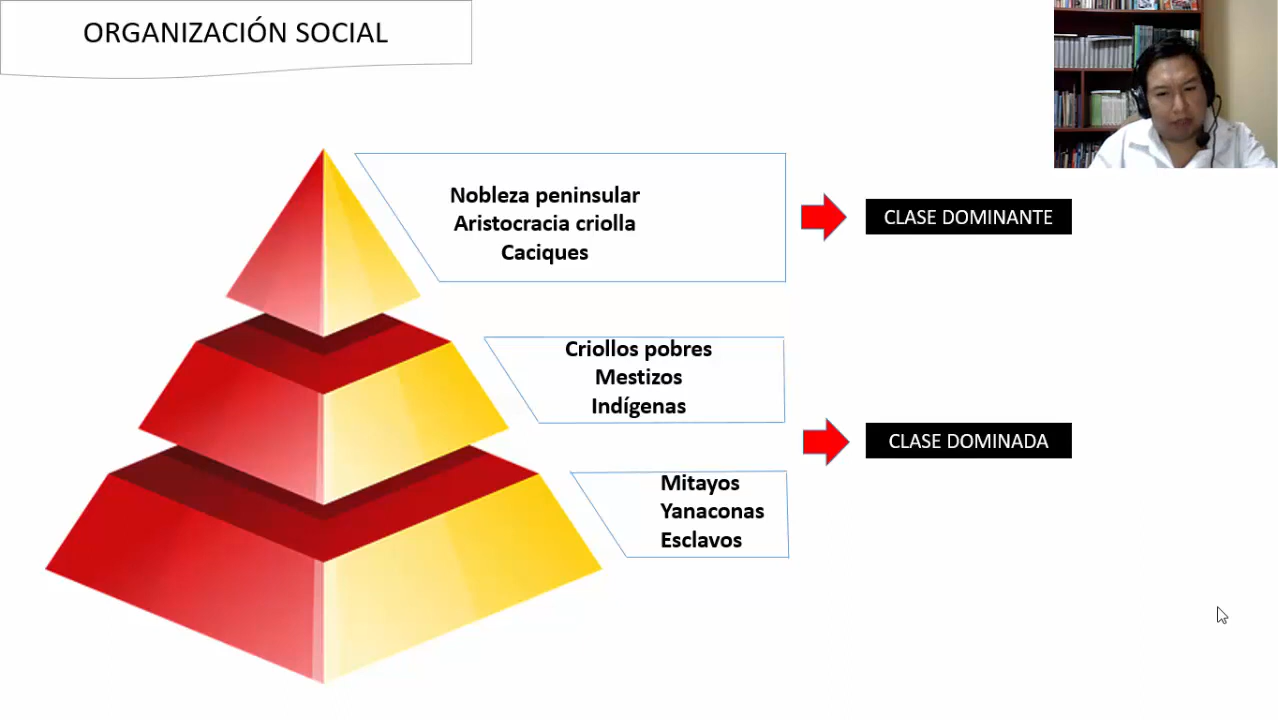 ORGANIZACIÓN SOCIAL
Nobleza peninsular
Aristocracia criolla
Caciques
CLASE DOMINANTE
Criollos pobres
Mestizos
Indígenas
CLASE DOMINADA
Mitayos
Yanaconas
Esclavos